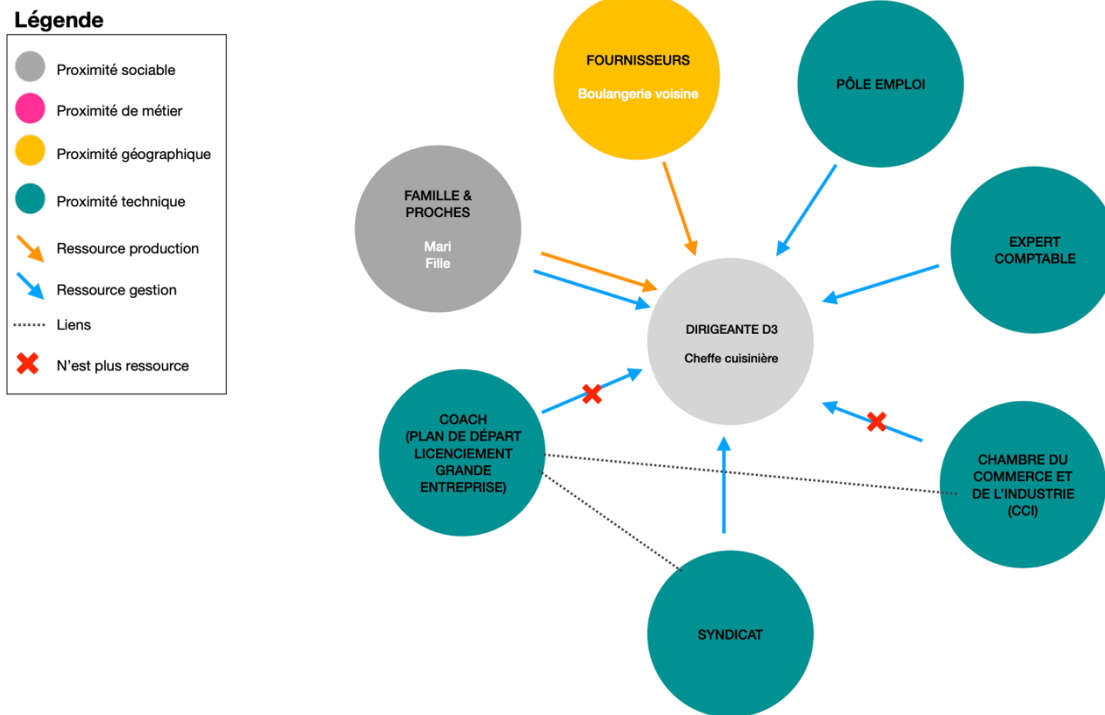 Légende
Proximité sociable
Proximité de métier
Proximité géographique
Proximité technique
Ressource production
Ressource gestion
Liens
N'est plus ressource
FOURNISSEURS
Boulangerie voisine
PÔLE EMPLOI
FAMILLE &
PROCHES
Mari
Fille
EXPERT
COMPTABLE
DIRIGEANTE D3
Cheffe cuisinière
COACH
(PLAN DE DÉPART
LICENCIEMENT
GRANDE
ENTREPRISE)
CHAMBRE DU
COMMERCE ET
DE L'INDUSTRIE
(CCI)
SYNDICAT